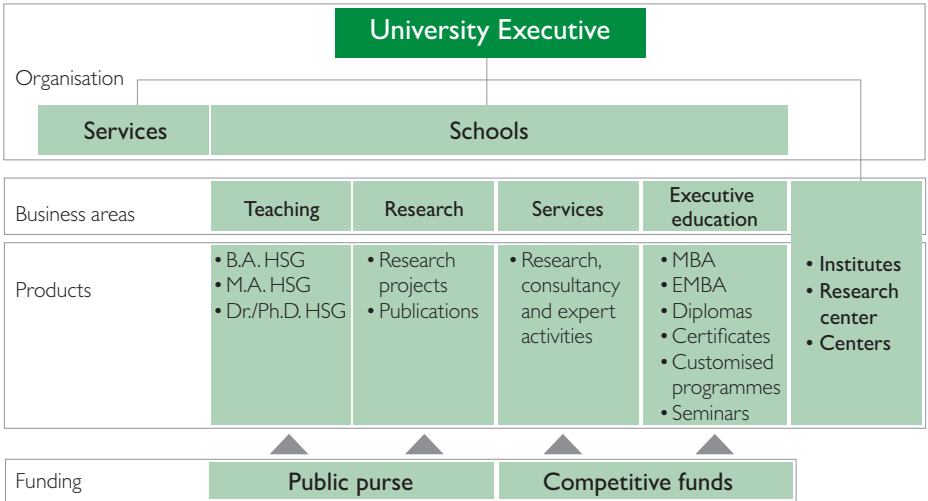 University Executive
Organisation
Services
Schools
Business areas
Teaching
Research
Services
Executive
education
Products
• B.A. HSG
• M.A. HSG
• Dr./Ph.D. HSG
• Research
projects
• Publications
• Research,
consultancy
and expert
activities
• MBA
• EMBA
• Diplomas
• Certificates
• Customised
programmes
• Seminars
• Institutes
• Research
center
• Centers
Funding
Public purse
Competitive funds